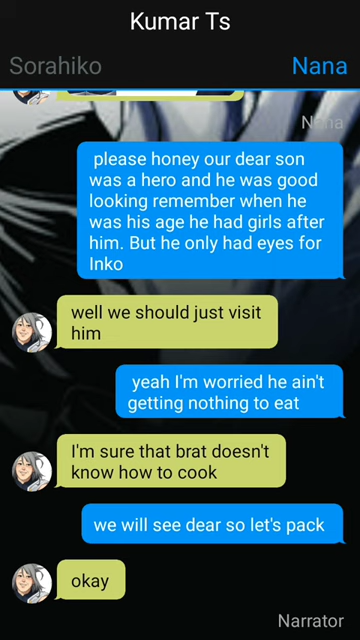 Kumar Ts
Sorahiko
Nana
Nana
please honey our dear son
was a hero and he was good
looking remember when he
was his age he had girls after
him. But he only had eyes for
Inko
well we should just visit
him
yeah I'm worried he ain't
getting nothing to eat
I'm sure that brat doesn't
know how to cook
we will see dear so let's pack
okay
Narrator